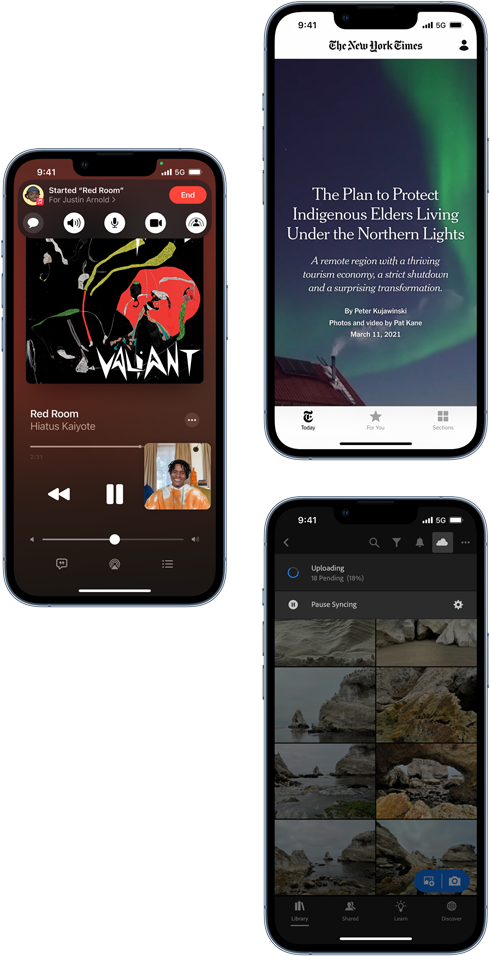 9:41
5G
Started “Red Room”
For Justin Arnold
End
VALiANT
Red Room
Hiatus Kaiyote
2:31
9:41
5G
The New York Times
The Plan to Protect
Indigenous Elders Living
Under the Northern Lights
A remote region with a thriving
tourism economy, a strict shutdown
and a surprising transformation.
By Peter Kujawinski
Photos and video by Pat Kane
March 11, 2021
Today For You Sections
9:41
5G
Uploading
18 Pending (18%)
Pause Syncing
Library Shared Learn Discover